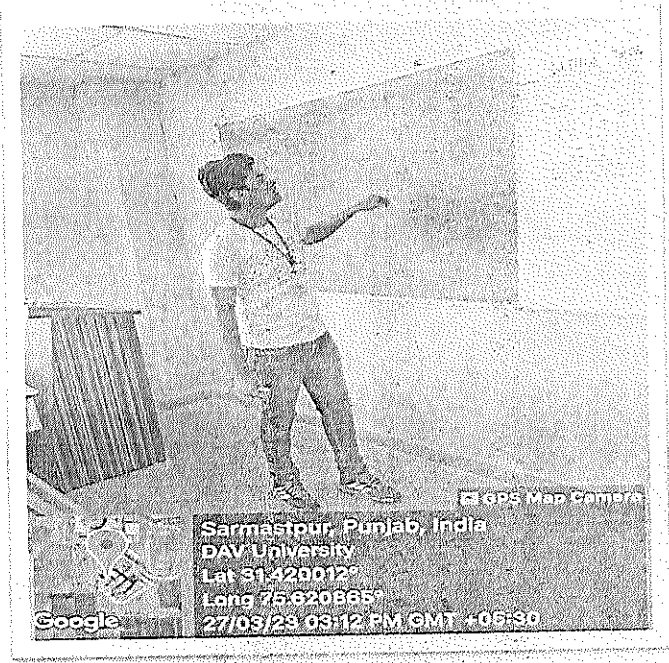 GPS Map Camera
Sarmastpur, Punjab, India
DAV University
Lat 31.420012°
Long 75.620865°
27/03/23 03:12 PM GMT +05:30
Google